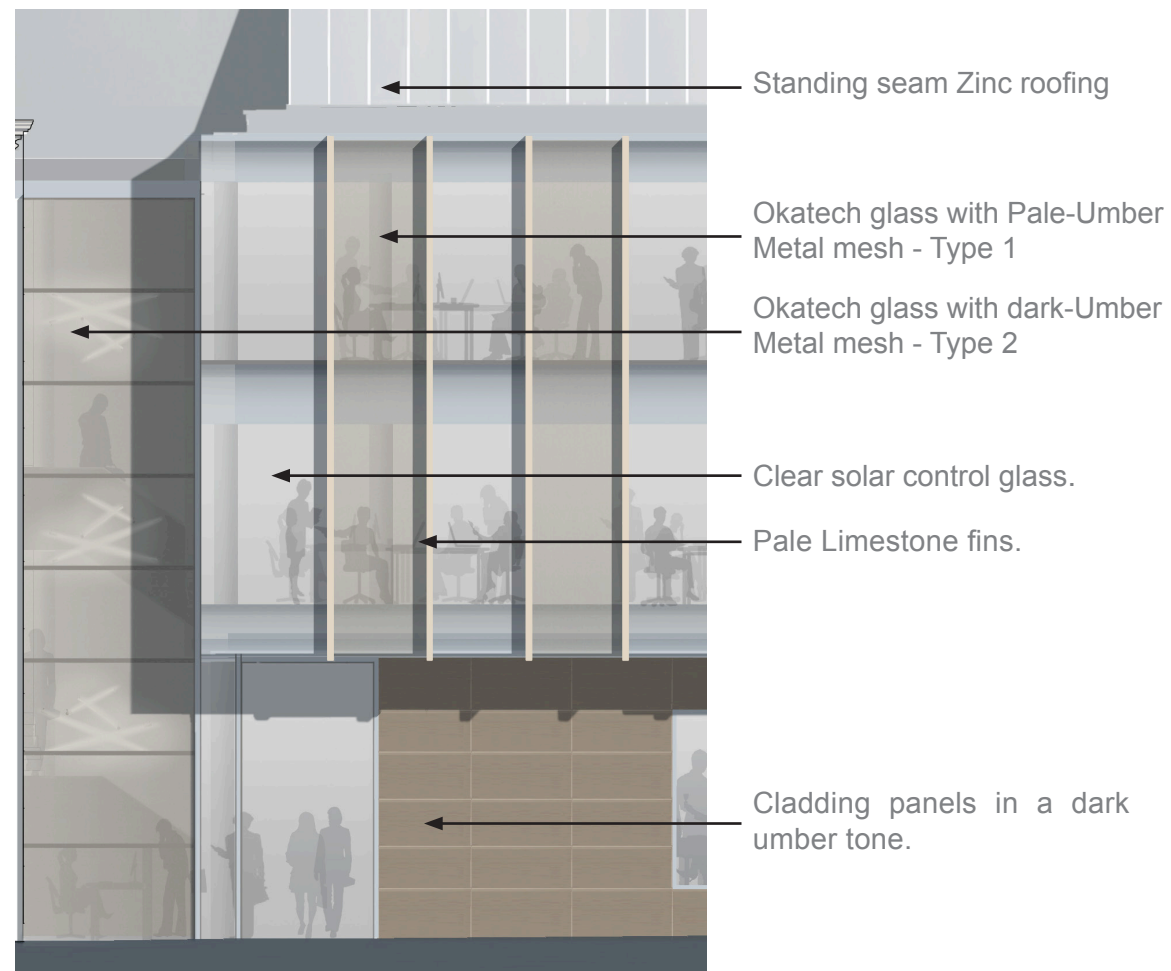 Standing seam Zinc roofing
Okatech glass with Pale-Umber
Metal mesh - Type 1
Okatech glass with dark-Umber
Metal mesh - Type 2
Clear solar control glass.
Pale Limestone fins.
Cladding panels in a dark
umber tone.